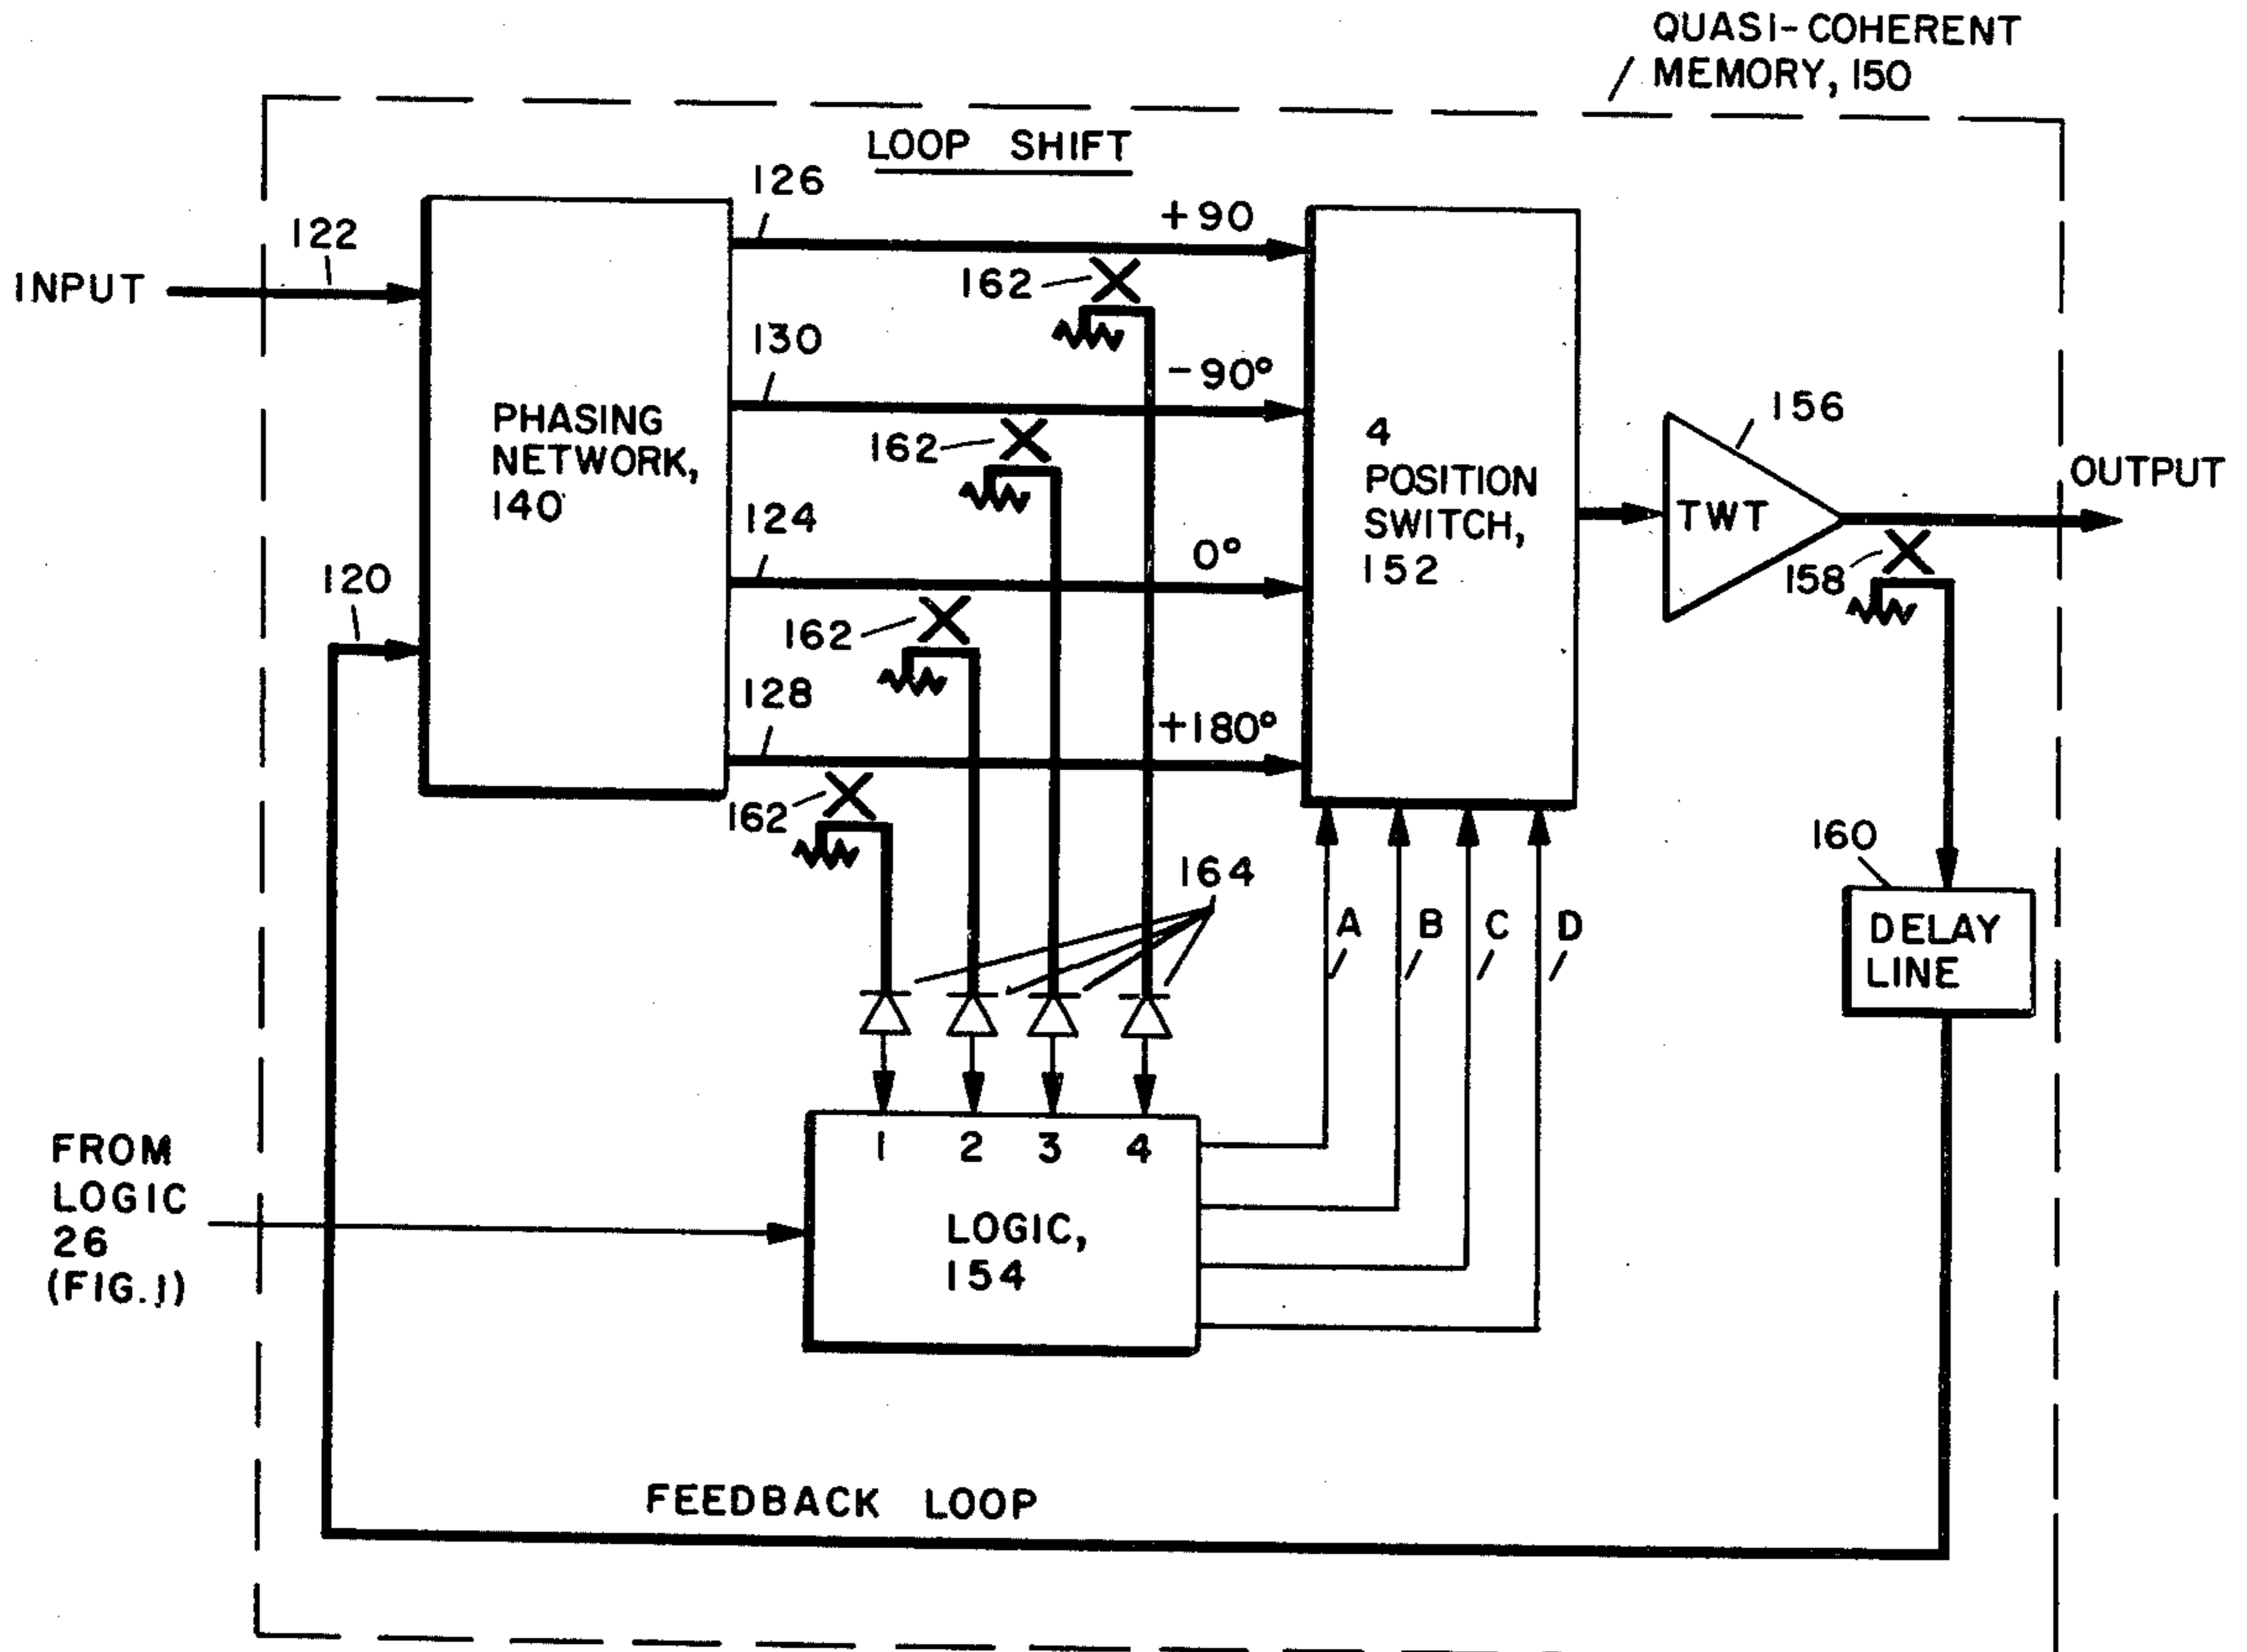 QUASI-COHERENT
MEMORY, 150
LOOP SHIFT
126
+90
122
INPUT
162
130
-90°
PHASING
NETWORK,
140
162
4
POSITION
SWITCH,
152
156
TWT
OUTPUT
158
124
0°
120
162
128
+180°
162
160
DELAY
LINE
164
A
B
C
D
FROM
LOGIC
26
(FIG.1)
1 2 3 4
LOGIC,
154
FEEDBACK LOOP